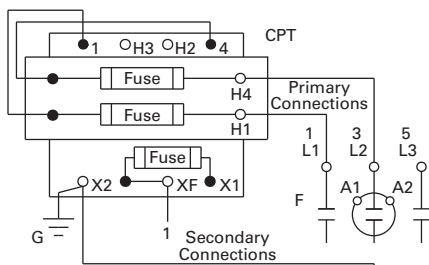 CPT
1 H3 H2 4
Fuse
H4
Primary
Connections
Fuse
H1
1 3 5
L1 L2 L3
Fuse
X2 XF X1
F A1 A2
G 1
Secondary
Connections